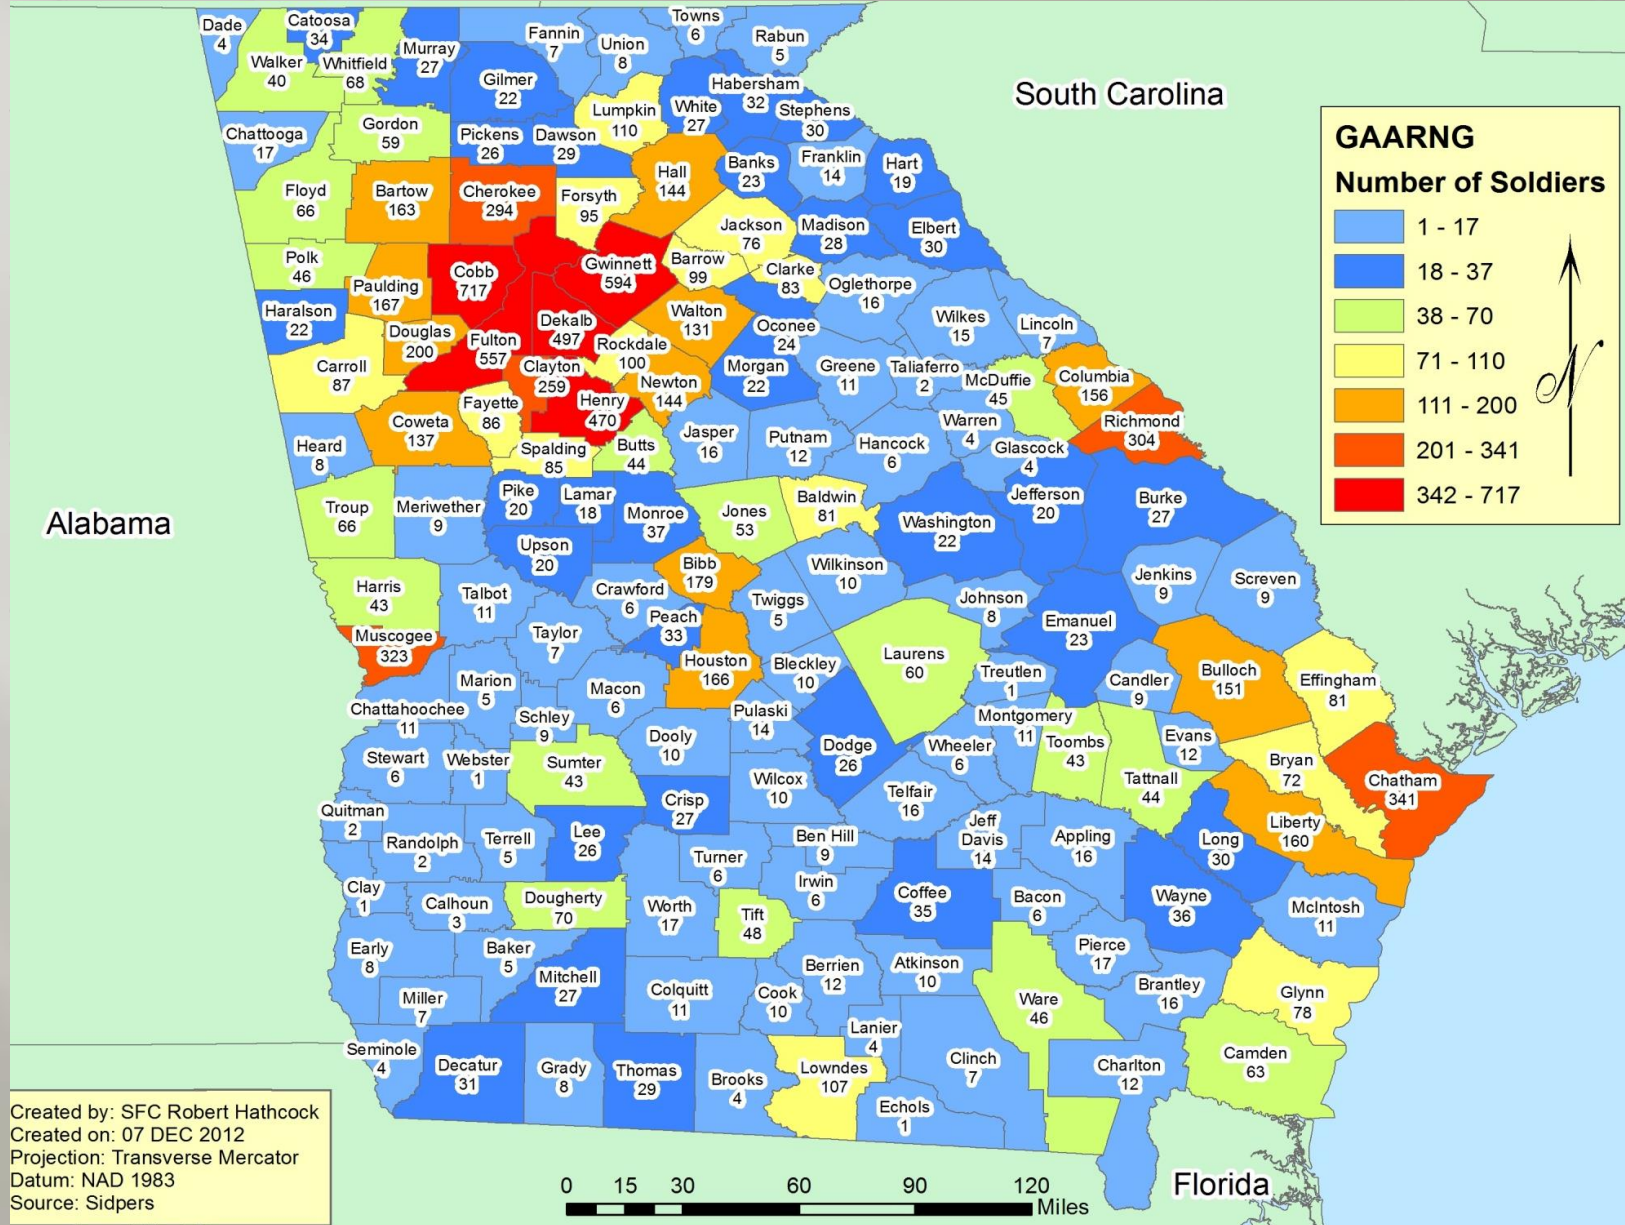 Dade
4
Catoosa
34
Walker
40
Whitfield
68
Murray
27
Fannin
7
Union
8
Towns
6
Rabun
5
Gilmer
22
Chattooga
17
Gordon
59
Pickens
26
Dawson
29
Lumpkin
110
White
27
Habersham
32
Stephens
30
South Carolina
Floyd
66
Bartow
163
Cherokee
294
Forsyth
95
Hall
144
Banks
23
Franklin
14
Hart
19
Polk
46
Paulding
167
Cobb
717
Gwinnett
594
Jackson
76
Barrow
99
Madison
28
Elbert
30
Clarke
83
Oglethorpe
16
Haralson
22
Douglas
200
Fulton
557
Dekalb
497
Rockdale
100
Walton
131
Oconee
24
Wilkes
15
Lincoln
7
Carroll
87
Clayton
259
Newton
144
Morgan
22
Greene
11
Taliaferro
2
McDuffie
45
Columbia
156
Richmond
304
Heard
8
Coweta
137
Fayette
86
Henry
470
Spalding
85
Butts
44
Jasper
16
Putnam
12
Hancock
6
Warren
4
Glascock
4
Alabama
Troup
66
Meriwether
9
Pike
20
Lamar
18
Monroe
37
Jones
53
Baldwin
81
Washington
22
Jefferson
20
Burke
27
Upson
20
Harris
43
Talbot
11
Crawford
6
Bibb
179
Twiggs
5
Wilkinson
10
Johnson
8
Jenkins
9
Screven
9
Emanuel
23
Muscogee
323
Taylor
7
Peach
33
Houston
166
Bleckley
10
Laurens
60
Treutlen
1
Candler
9
Bulloch
151
Effingham
81
Chattahoochee
11
Marion
5
Schley
9
Macon
6
Pulaski
14
Dooly
10
Dodge
26
Wheeler
6
Montgomery
11
Toombs
43
Tattnall
44
Evans
12
Bryan
72
Chatham
341
Stewart
6
Webster
1
Sumter
43
Crisp
27
Wilcox
10
Telfair
16
Jeff
Davis
14
Appling
16
Long
30
Liberty
160
Quitman
2
Randolph
2
Terrell
5
Lee
26
Turner
6
Ben Hill
9
Irwin
6
Coffee
35
Bacon
6
Wayne
36
McIntosh
11
Clay
1
Calhoun
3
Dougherty
70
Worth
17
Tift
48
Early
8
Baker
5
Mitchell
27
Miller
7
Colquitt
11
Cook
10
Berrien
12
Atkinson
10
Ware
46
Pierce
17
Brantley
16
Glynn
78
Seminole
4
Decatur
31
Grady
8
Thomas
29
Brooks
4
Lowndes
107
Lanier
4
Echols
1
Clinch
7
Charlton
12
Camden
63
Florida
GAARNG
Number of Soldiers
1 - 17
18 - 37
38 - 70
71 - 110
111 - 200
201 - 341
342 - 717
N
Created by: SFC Robert Hathcock
Created on: 07 DEC 2012
Projection: Transverse Mercator
Datum: NAD 1983
Source: Sidpers
0 15 30 60 90 120
Miles